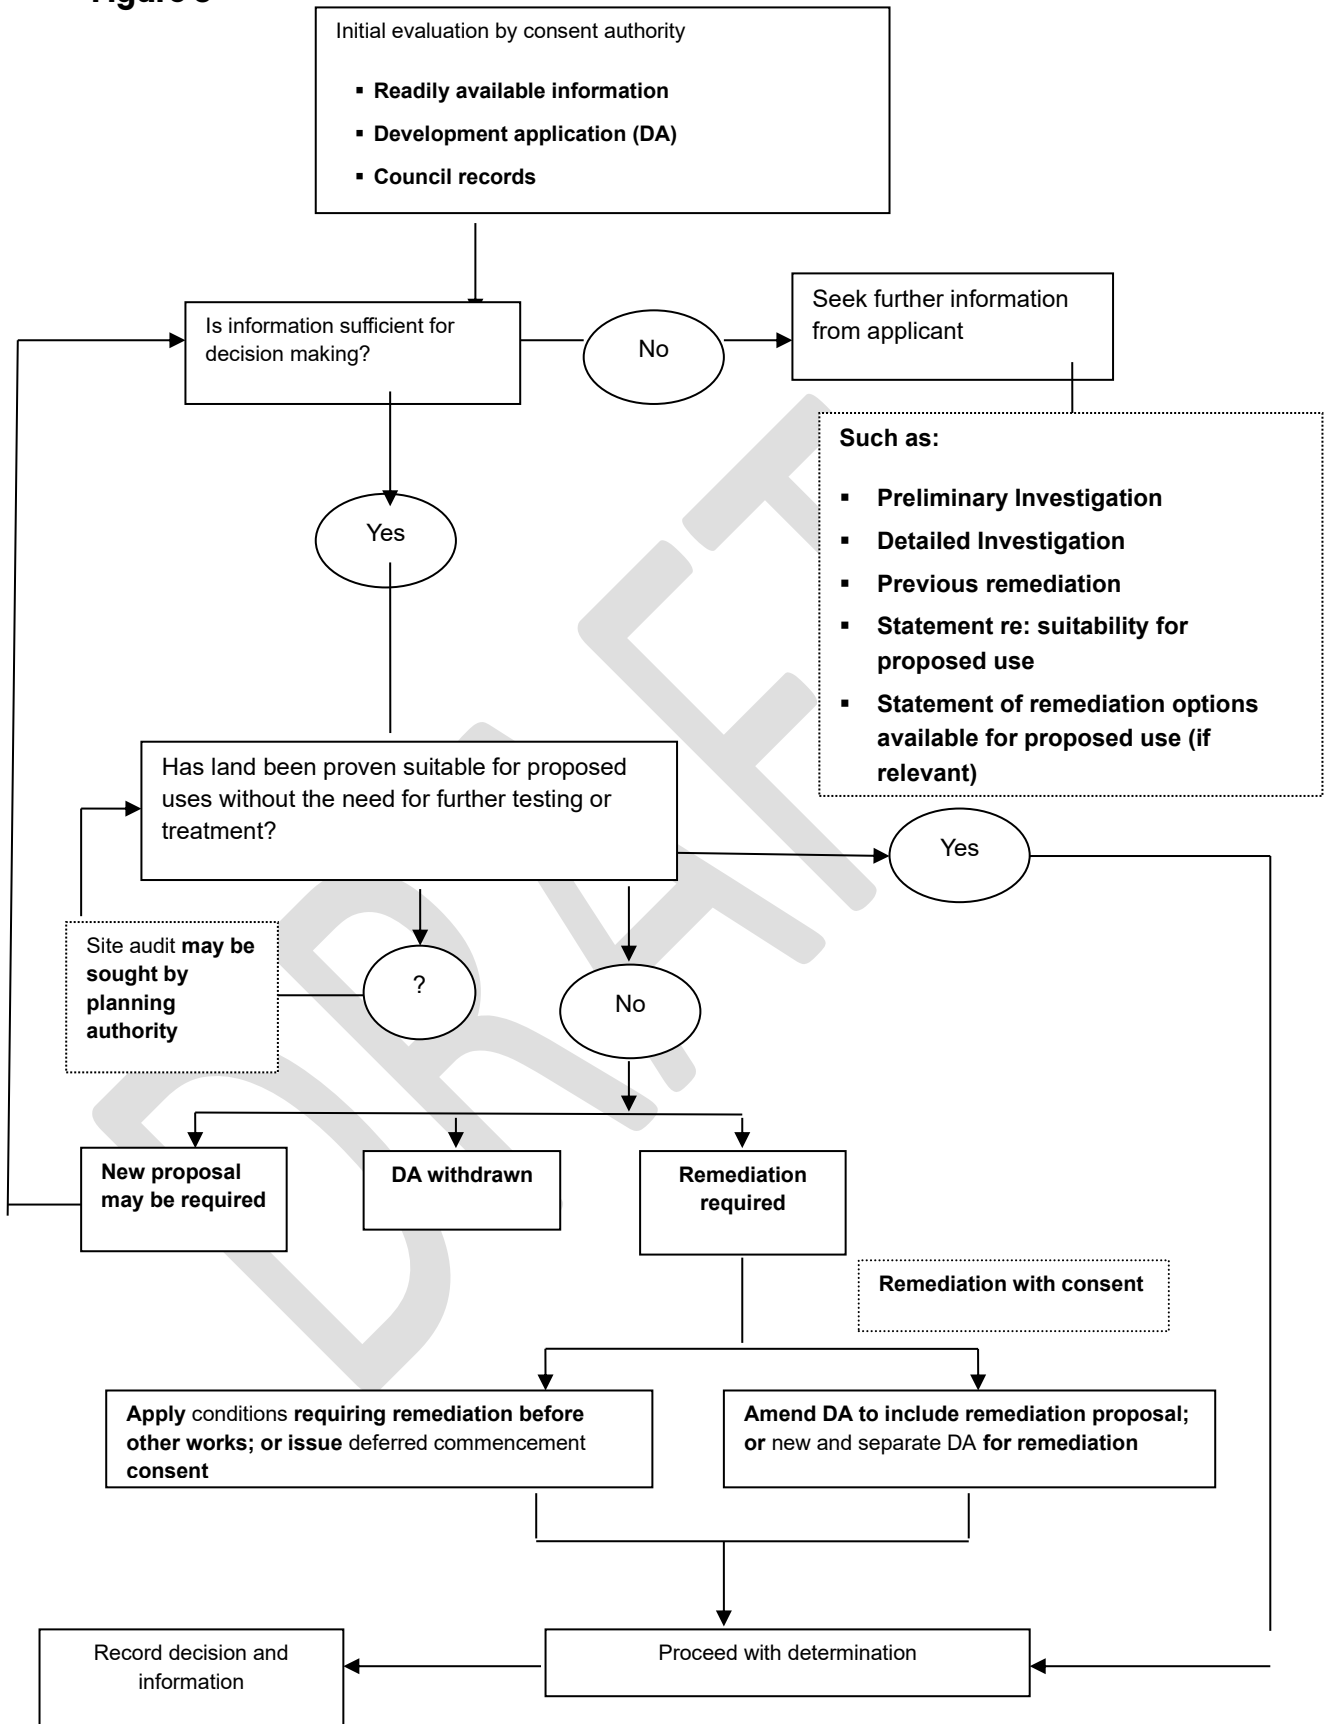 Initial evaluation by consent authority
▪ Readily available information
▪ Development application (DA)
▪ Council records
Is information sufficient for
decision making?
No
Seek further information
from applicant
Such as:
▪ Preliminary Investigation
▪ Detailed Investigation
▪ Previous remediation
▪ Statement re: suitability for
proposed use
▪ Statement of remediation options
available for proposed use (if
relevant)
Yes
Has land been proven suitable for proposed
uses without the need for further testing or
treatment?
Yes
Site audit may be
sought by
planning
authority
?
No
New proposal
may be required
DA withdrawn
Remediation
required
Remediation with consent
Apply conditions requiring remediation before
other works; or issue deferred commencement
consent
Amend DA to include remediation proposal;
or new and separate DA for remediation
Record decision and
information
Proceed with determination
DRAFT